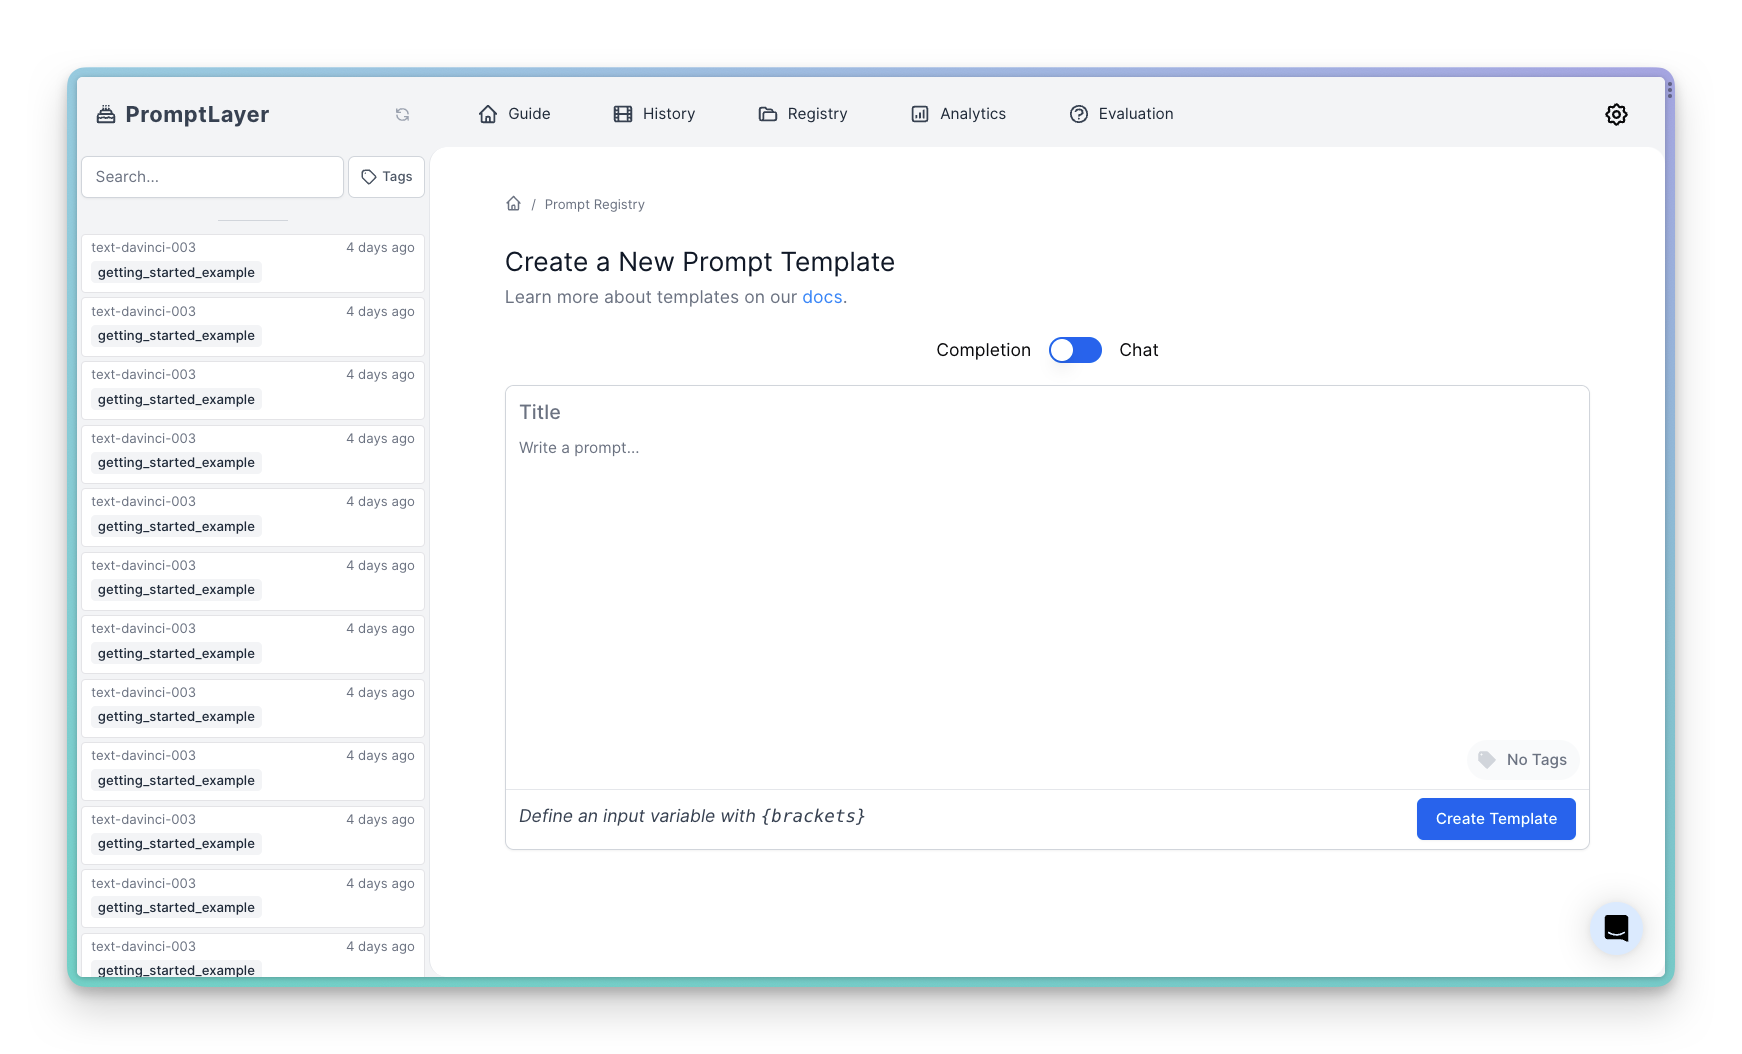 PromptLayer
Guide
History
Registry
Analytics
Evaluation
Search...
Tags
text-davinci-003 4 days ago
getting_started_example
text-davinci-003 4 days ago
getting_started_example
text-davinci-003 4 days ago
getting_started_example
text-davinci-003 4 days ago
getting_started_example
text-davinci-003 4 days ago
getting_started_example
text-davinci-003 4 days ago
getting_started_example
text-davinci-003 4 days ago
getting_started_example
text-davinci-003 4 days ago
getting_started_example
text-davinci-003 4 days ago
getting_started_example
text-davinci-003 4 days ago
getting_started_example
text-davinci-003 4 days ago
getting_started_example
text-davinci-003 4 days ago
getting_started_example
/ Prompt Registry
Create a New Prompt Template
Learn more about templates on our docs.
Completion Chat
Title
Write a prompt...
No Tags
Define an input variable with {brackets}
Create Template